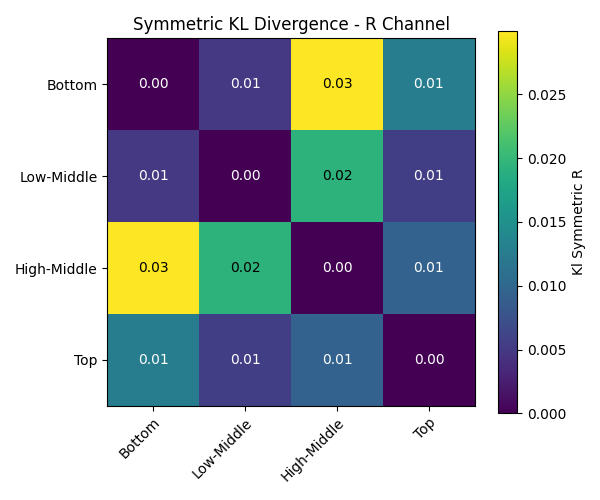 Symmetric KL Divergence - R Channel
Bottom 0.00 0.01 0.03 0.01
Low-Middle 0.01 0.00 0.02 0.01
High-Middle 0.03 0.02 0.00 0.01
Top 0.01 0.01 0.01 0.00
Bottom Low-Middle High-Middle Top
0.025
0.020
0.015
0.010
0.005
0.000
Kl Symmetric R